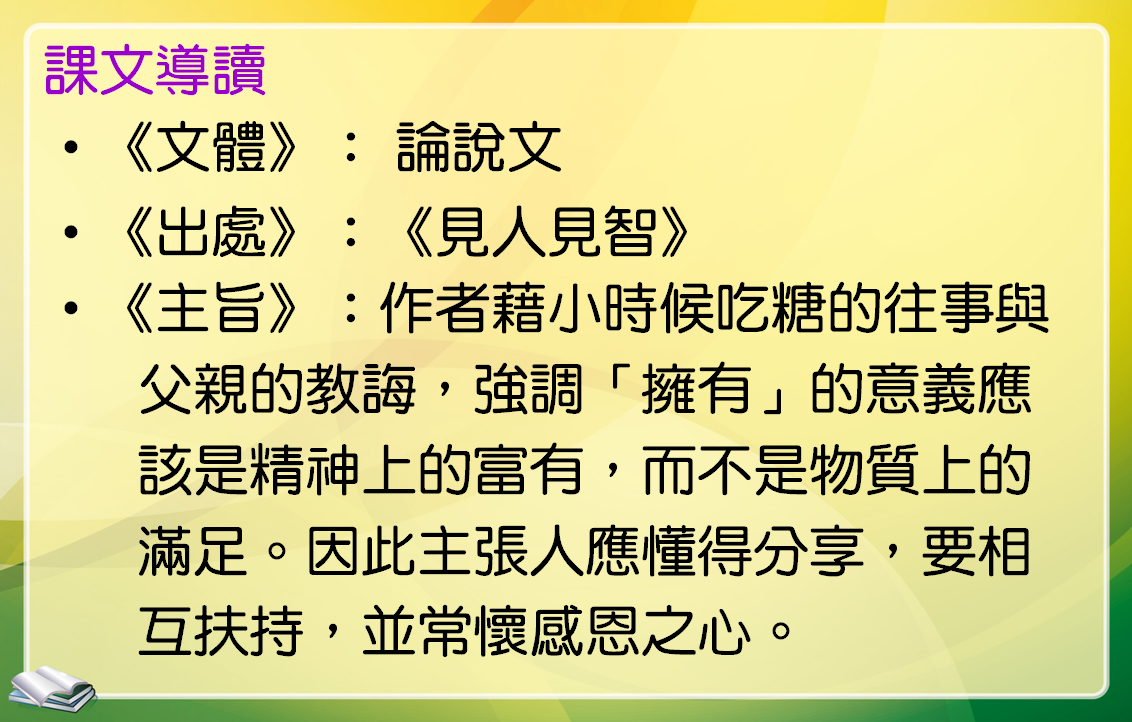 課文導讀
•《文體》： 論說文
•《出處》：《見人見智》
•《主旨》：作者藉小時候吃糖的往事與
父親的教誨，強調「擁有」的意義應
該是精神上的富有，而不是物質上的
滿足。因此主張人應懂得分享，要相
互扶持，並常懷感恩之心。